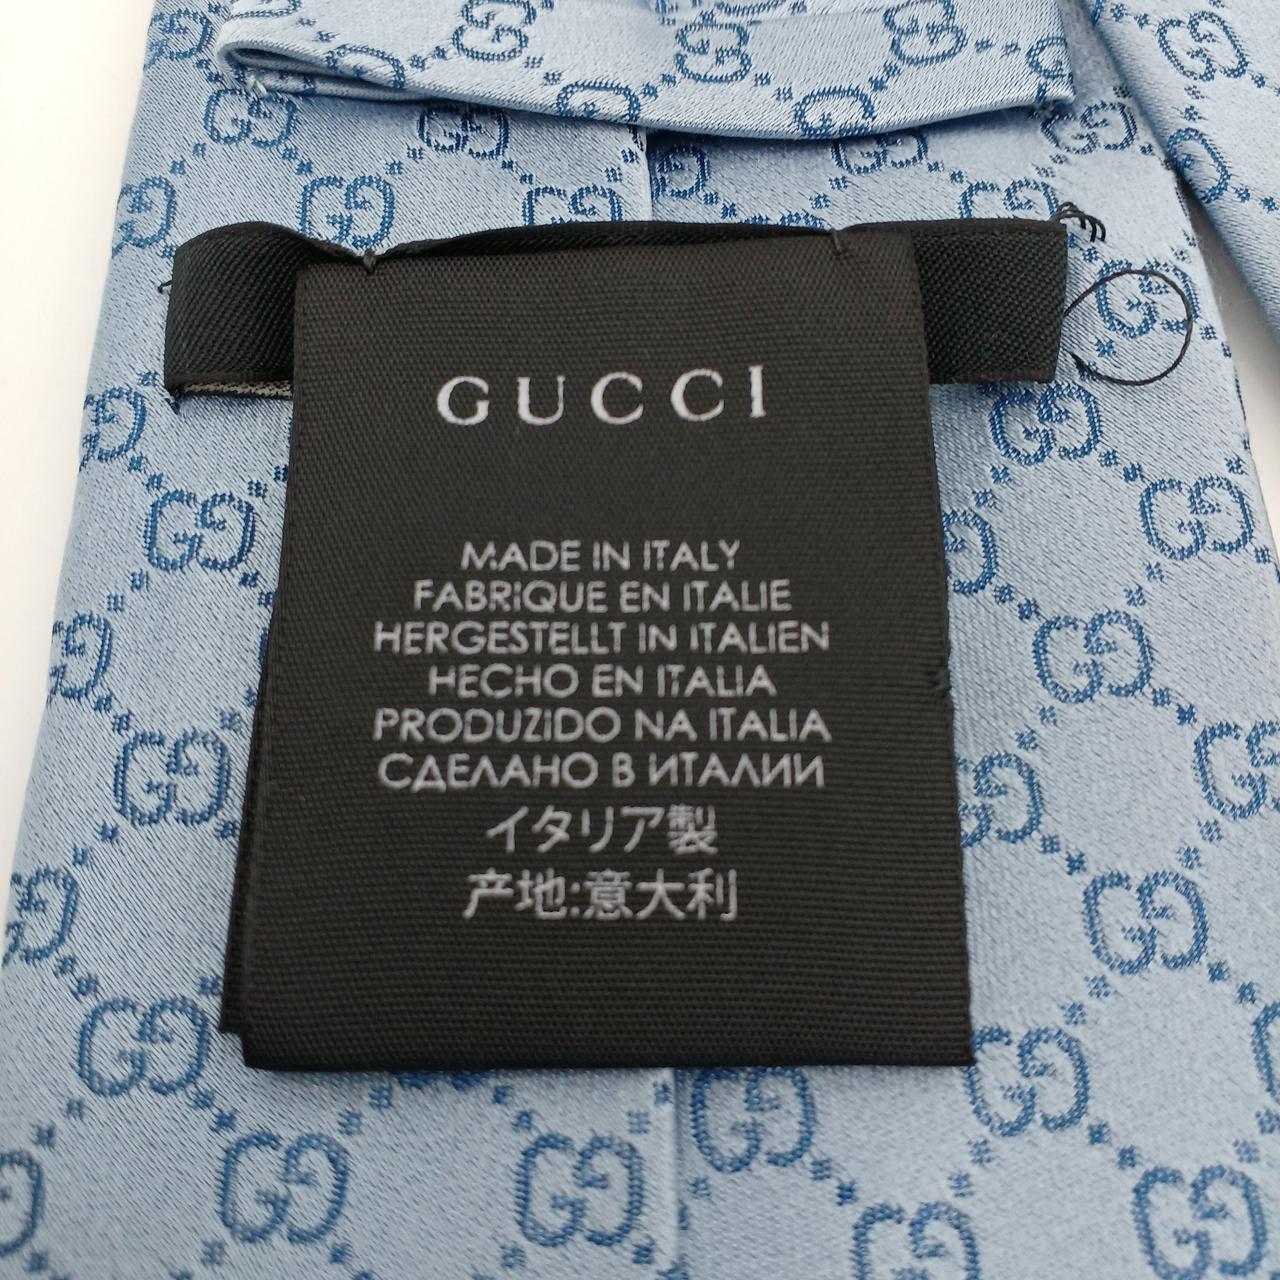 GUCCI
MADE IN ITALY
FABRIQUE EN ITALIE
HERGESTELLT IN ITALIEN
HECHO EN ITALIA
PRODUZIDO NA ITALIA
СДЕЛАНО В ИТАЛИИ
イタリア製
产地:意大利